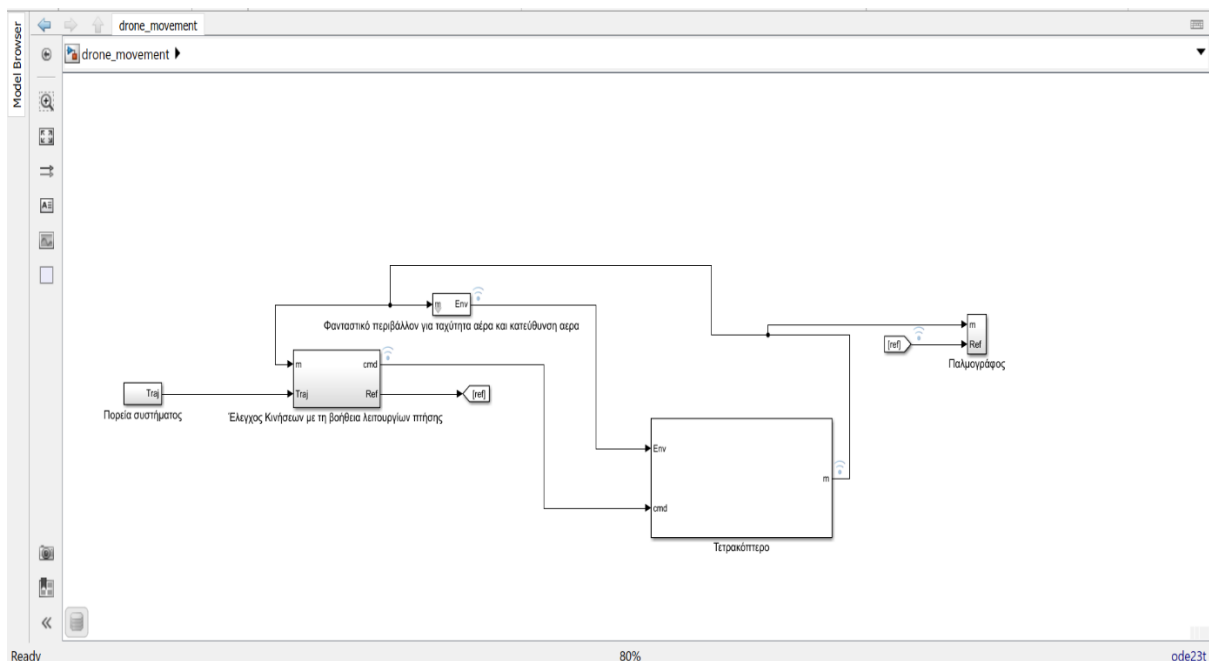 drone_movement
Model Browser
drone_movement
m Env
Φανταστικό περιβάλλον για ταχύτητα αέρα και κατεύθυνση αερα
m cmd
Traj Ref
Έλεγχος Κινήσεων με τη βοήθεια λειτουργίων πτήσης
[ref]
Traj
Πορεία συστήματος
[ref]
m
Ref
Παλμογράφος
Env
m
cmd
Τετρακόπτερο
Ready 80% ode23t